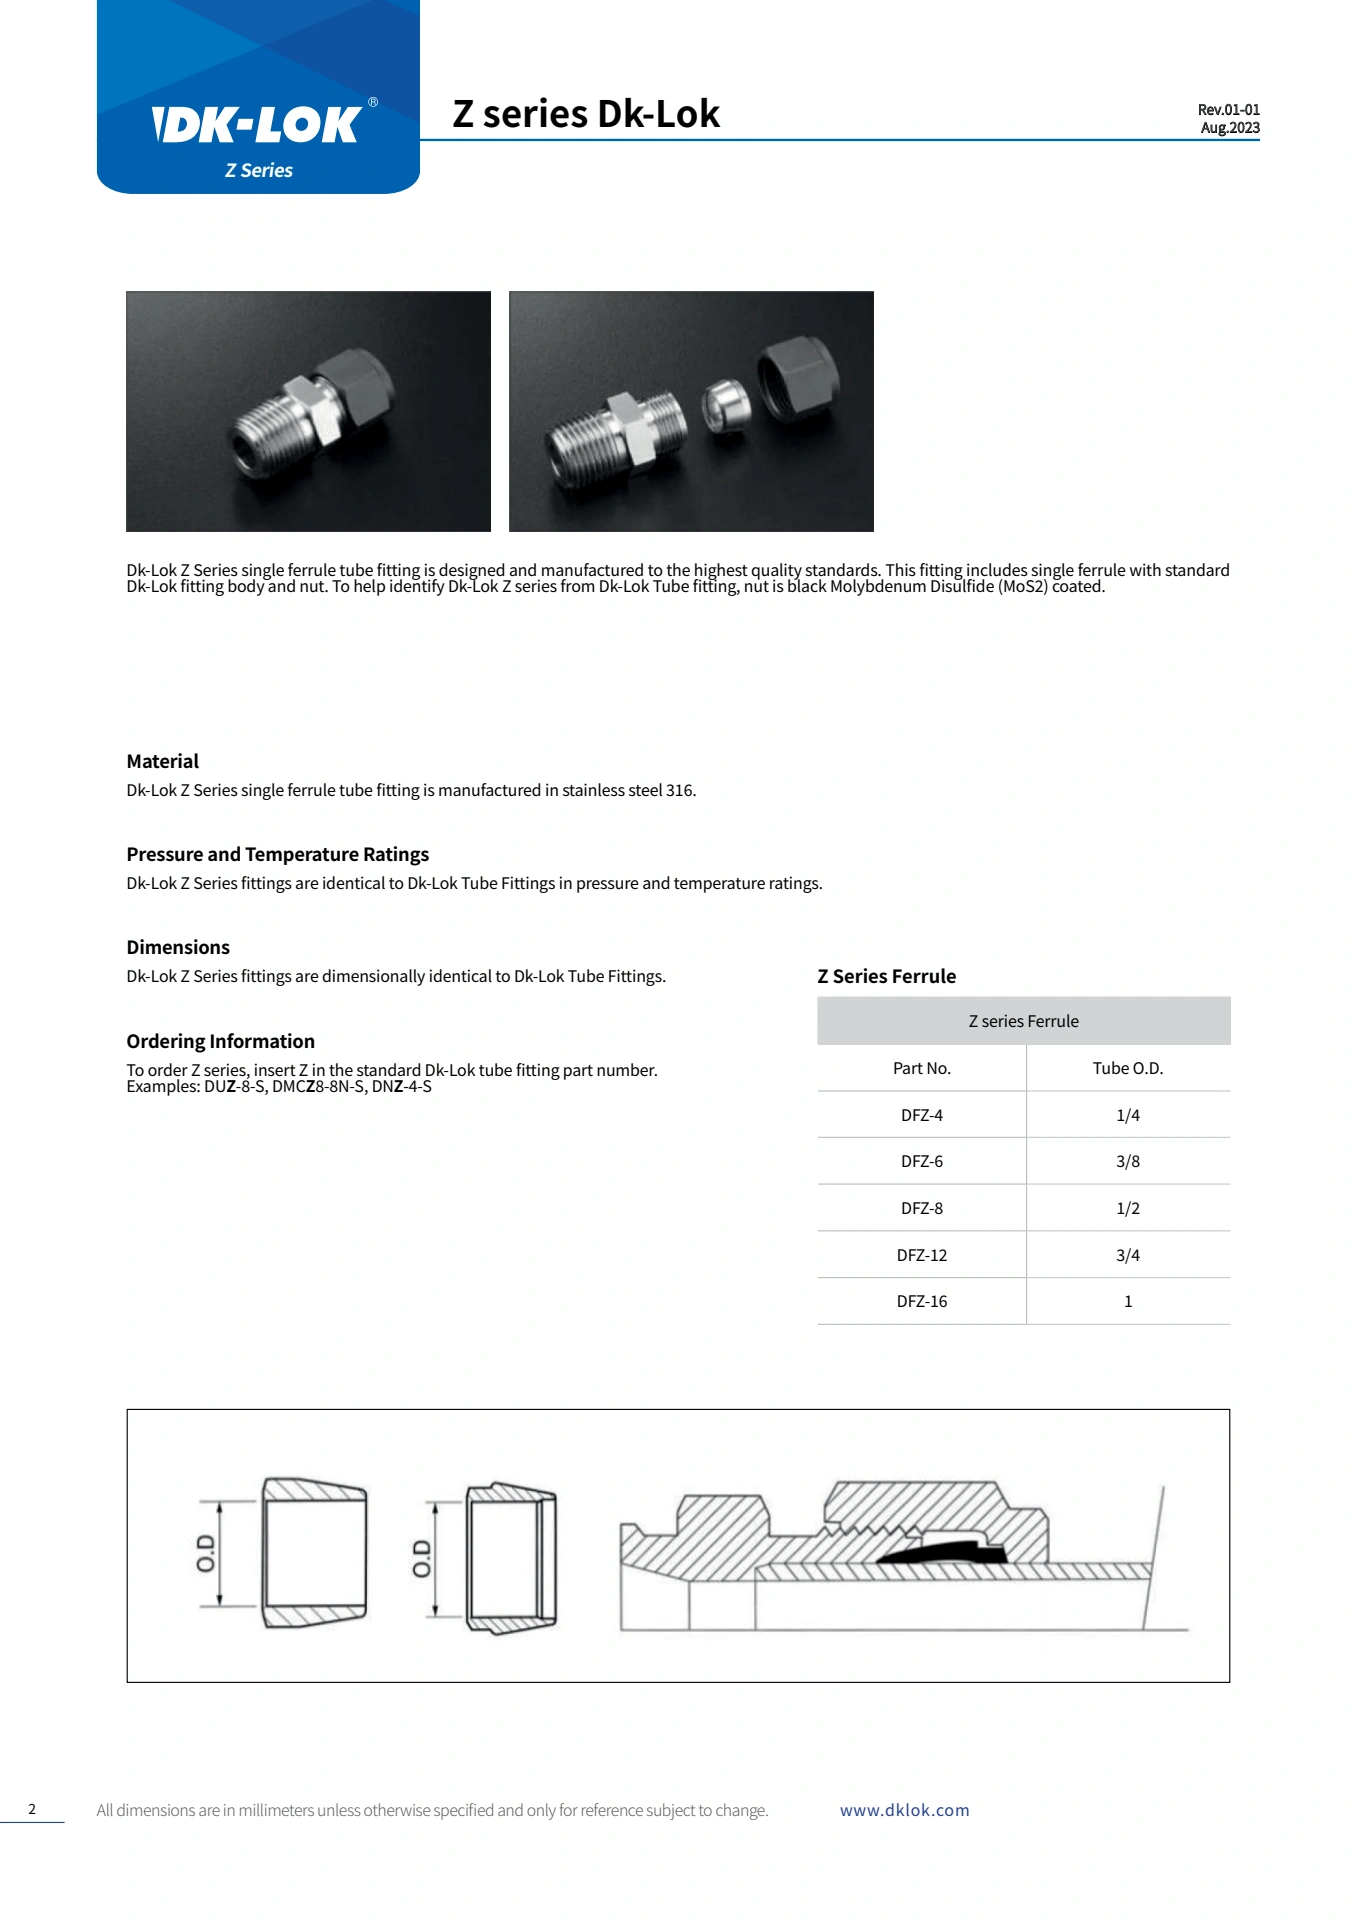 DK-LOK®
Z Series
Z series Dk-Lok
Rev.01-01
Aug.2023
Dk-Lok Z Series single ferrule tube fitting is designed and manufactured to the highest quality standards. This fitting includes single ferrule with standard
Dk-Lok fitting body and nut. To help identify Dk-Lok Z series from Dk-Lok Tube fitting, nut is black Molybdenum Disulfide (MoS2) coated.
Material
Dk-Lok Z Series single ferrule tube fitting is manufactured in stainless steel 316.
Pressure and Temperature Ratings
Dk-Lok Z Series fittings are identical to Dk-Lok Tube Fittings in pressure and temperature ratings.
Dimensions
Dk-Lok Z Series fittings are dimensionally identical to Dk-Lok Tube Fittings.
Ordering Information
To order Z series, insert Z in the standard Dk-Lok tube fitting part number.
Examples: DUZ-8-S, DMCZ8-8N-S, DNZ-4-S
Z Series Ferrule
Z series Ferrule
Part No. Tube O.D.
DFZ-4 1/4
DFZ-6 3/8
DFZ-8 1/2
DFZ-12 3/4
DFZ-16 1
O.D
O.D
2
All dimensions are in millimeters unless otherwise specified and only for reference subject to change.
www.dklok.com